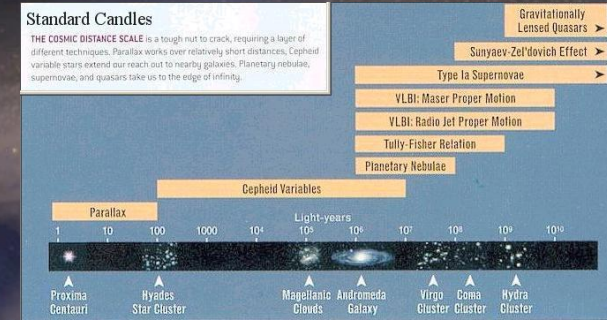 Standard Candles
THE COSMIC DISTANCE SCALE is a tough nut to crack, requiring a layer of
different techniques. Parallax works over relatively short distances, Cepheid
variable stars extend our reach out to nearby galaxies. Planetary nebulae,
supernovae, and quasars take us to the edge of infinity.
Gravitationally
Lensed Quasars
Sunyaev-Zel'dovich Effect
Type Ia Supernovae
VLBI: Maser Proper Motion
VLBI: Radio Jet Proper Motion
Tully-Fisher Relation
Planetary Nebulae
Cepheid Variables
Parallax
Light-years
1 10 100 1000 10⁴ 10⁵ 10⁶ 10⁷ 10⁸ 10⁹ 10¹⁰
Proxima
Centauri
Hyades
Star Cluster
Magellanic
Clouds
Andromeda
Galaxy
Virgo
Cluster
Coma
Cluster
Hydra
Cluster